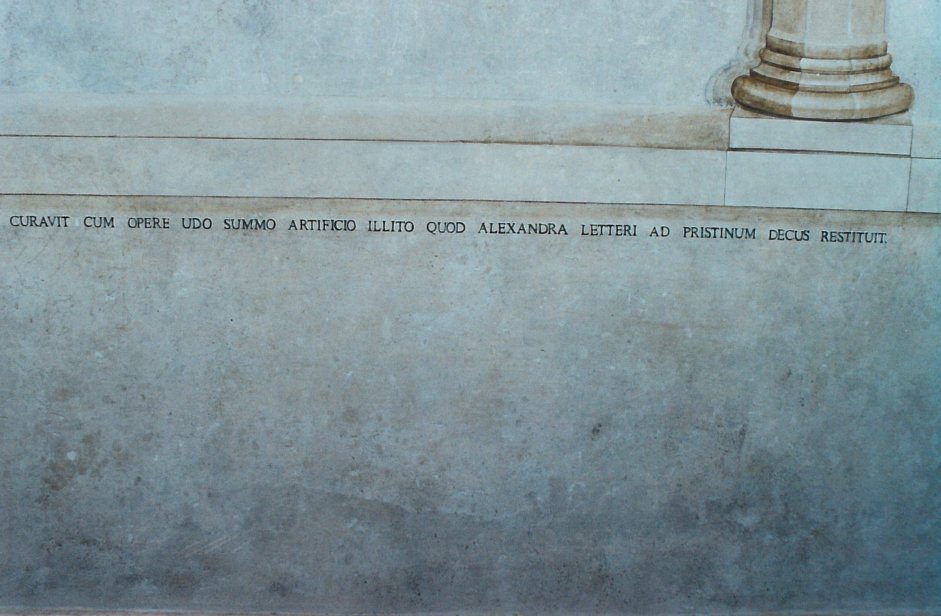 CURAVIT CUM OPERE UDO SUMMO ARTIFICIO ILLITO QUOD ALEXANDRA LETTERI AD PRISTINUM DECUS RESTITUIT.